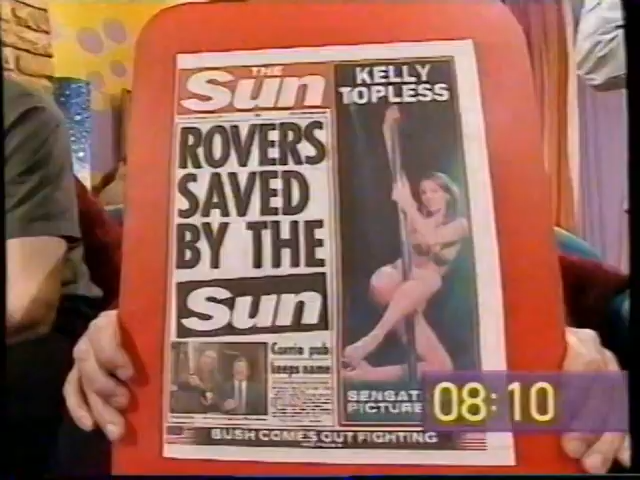 THE
Sun
ROVERS
SAVED
BY THE
Sun
Corrie pub
keeps name
KELLY
TOPLESS
SENSAT
PICTURE
BUSH COMES OUT FIGHTING
08:10